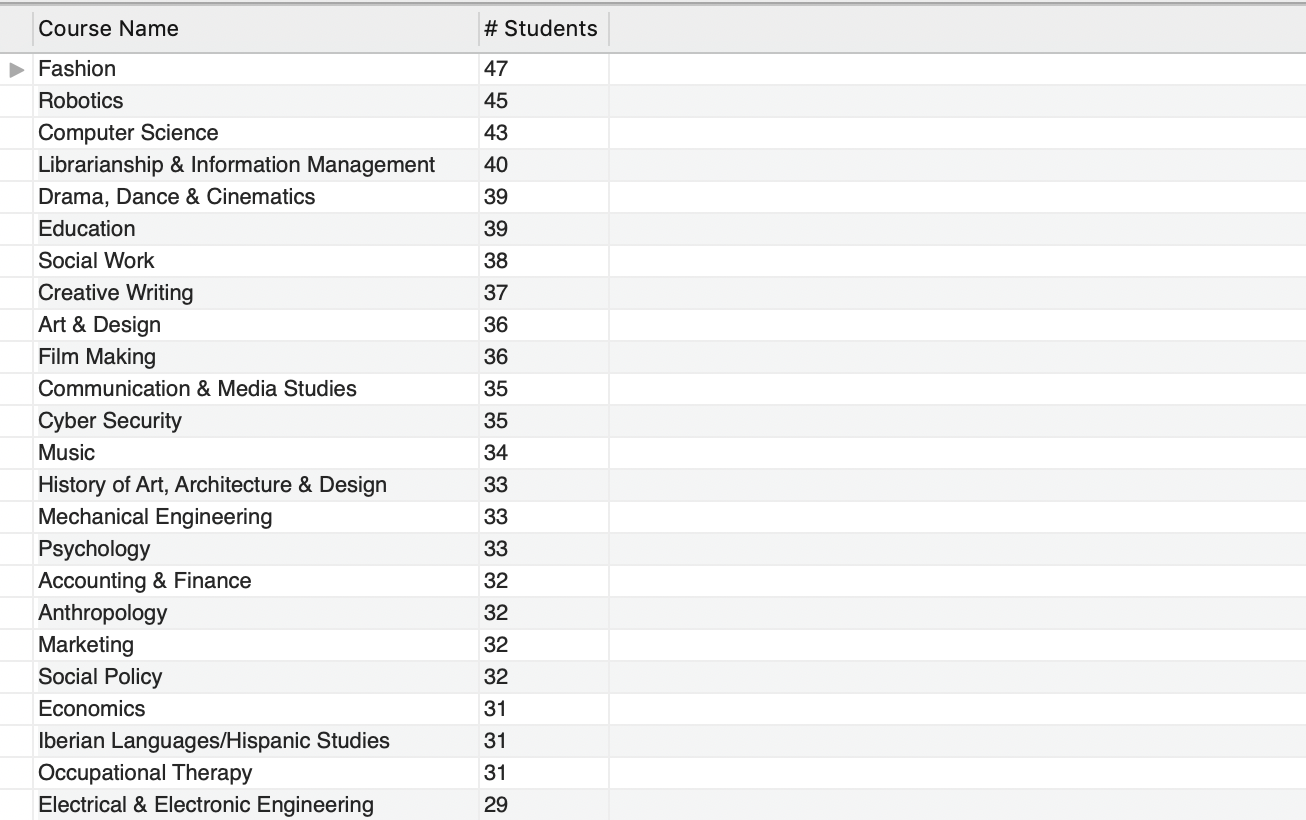 Course Name # Students
Fashion 47
Robotics 45
Computer Science 43
Librarianship & Information Management 40
Drama, Dance & Cinematics 39
Education 39
Social Work 38
Creative Writing 37
Art & Design 36
Film Making 36
Communication & Media Studies 35
Cyber Security 35
Music 34
History of Art, Architecture & Design 33
Mechanical Engineering 33
Psychology 33
Accounting & Finance 32
Anthropology 32
Marketing 32
Social Policy 32
Economics 31
Iberian Languages/Hispanic Studies 31
Occupational Therapy 31
Electrical & Electronic Engineering 29